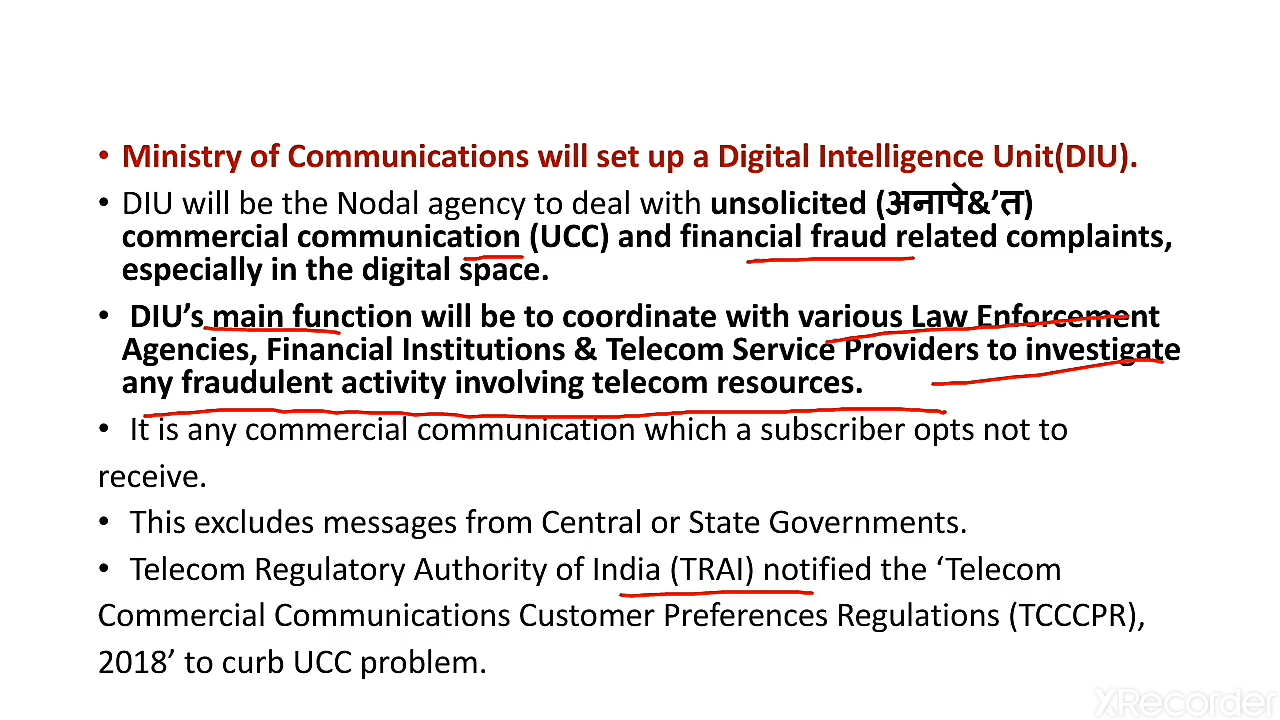 • Ministry of Communications will set up a Digital Intelligence Unit(DIU).
• DIU will be the Nodal agency to deal with unsolicited (अनापे&’त)
commercial communication (UCC) and financial fraud related complaints,
especially in the digital space.
• DIU’s main function will be to coordinate with various Law Enforcement
Agencies, Financial Institutions & Telecom Service Providers to investigate
any fraudulent activity involving telecom resources.
• It is any commercial communication which a subscriber opts not to
receive.
• This excludes messages from Central or State Governments.
• Telecom Regulatory Authority of India (TRAI) notified the ‘Telecom
Commercial Communications Customer Preferences Regulations (TCCCPR),
2018’ to curb UCC problem.
XRecorder